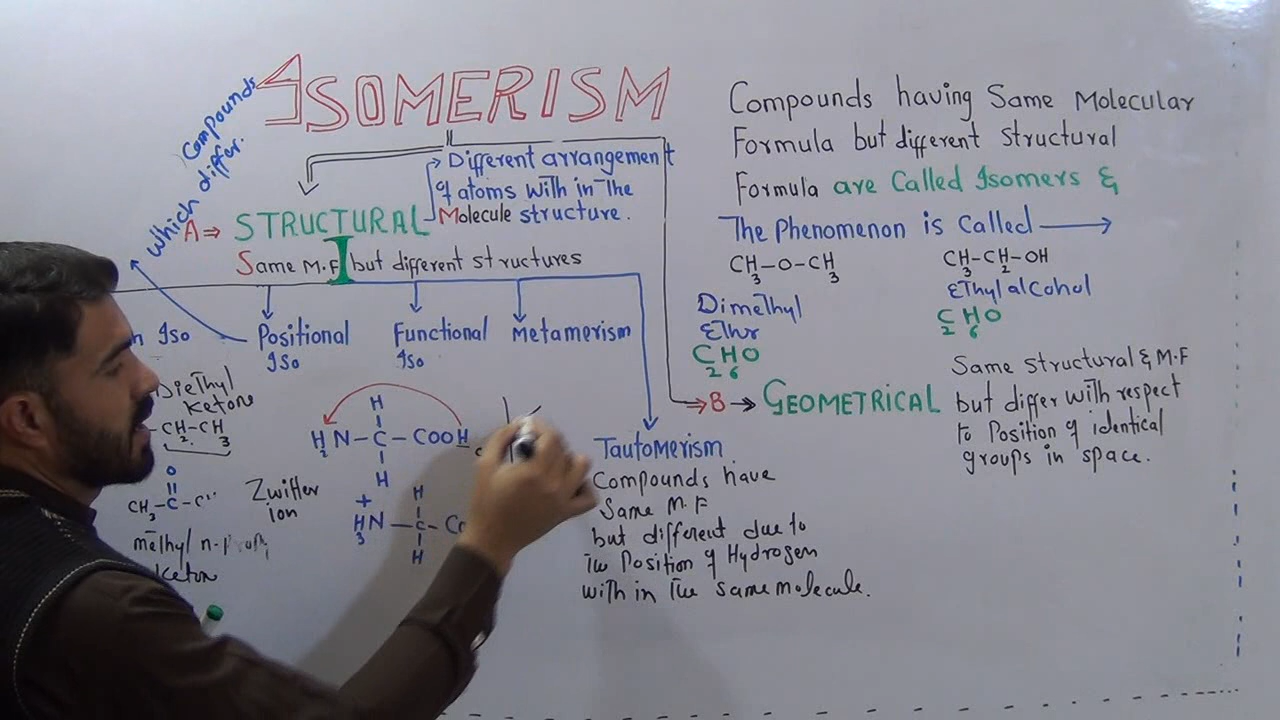 ISOMERISM
Compounds
which differ.
Different arrangement
of atoms with in the
Molecule structure.
A ⇒ STRUCTURAL
Same M.F but different structures
Iso
Positional
Iso
Functional
Iso
Metamerism
Diethyl
Ketone
-CH2-CH3
O
CH3-C-C
methyl n-
Keton
H
H2N-C-COOH
H
Zwitter
ion
+ H
H3N-C-Co
H
Tautomerism
Compounds have
Same M.F
but different due to
the Position of Hydrogen
with in the same molecule.
Compounds having Same Molecular
Formula but different structural
Formula are Called Isomers &
The Phenomenon is Called →
CH3-O-CH3
Dimethyl
Ethr
C2H6O
CH3-CH2-OH
Ethyl alcohol
C2H6O
⇒ B → GEOMETRICAL
Same structural & M.F
but differ with respect
to Position of identical
groups in space.